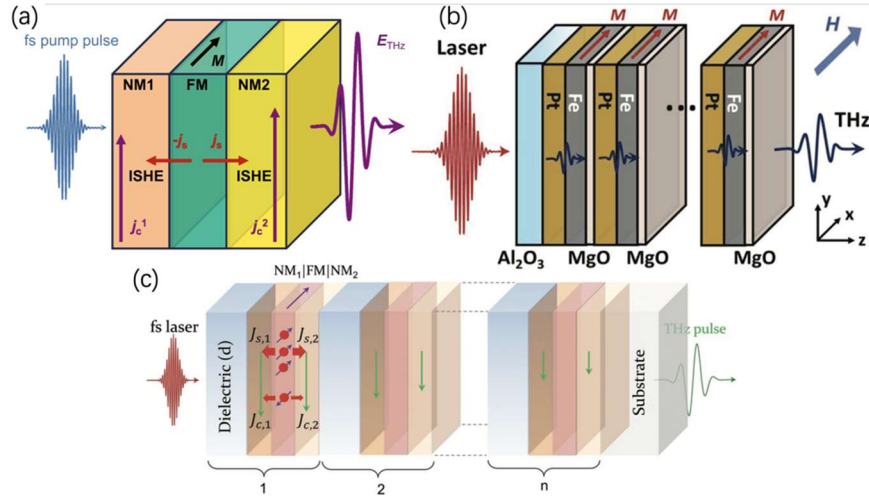 (a)
fs pump pulse
M
E_THz
NM1 FM NM2
-j_s j_s
ISHE ISHE
j_c^1 j_c^2
(b)
Laser
M M M
H
Pt Fe Pt Fe Pt Fe
THz
y
x
z
Al₂O₃ MgO MgO MgO
(c)
NM₁|FM|NM₂
fs laser
Dielectric (d)
J_s,1 J_s,2
J_c,1 J_c,2
Substrate
THz pulse
1 2 n